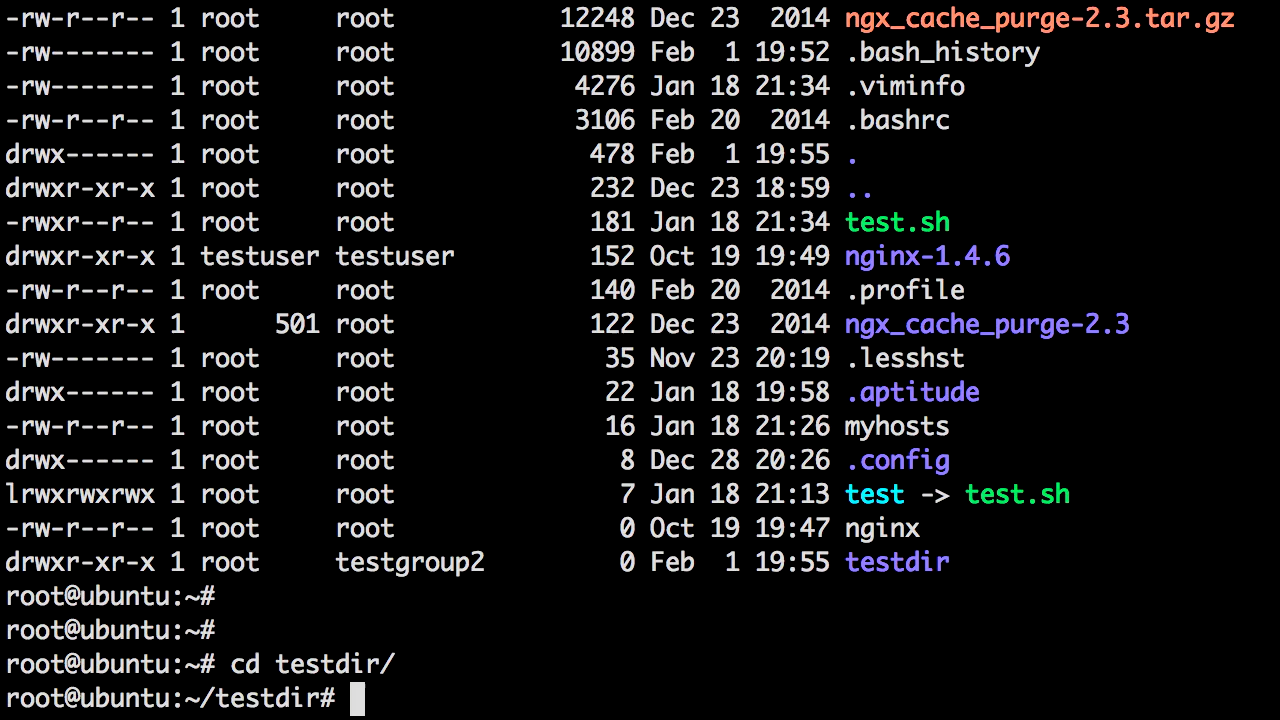 -rw-r--r-- 1 root     root           12248 Dec 23  2014 ngx_cache_purge-2.3.tar.gz
-rw------- 1 root     root           10899 Feb  1 19:52 .bash_history
-rw------- 1 root     root            4276 Jan 18 21:34 .viminfo
-rw-r--r-- 1 root     root            3106 Feb 20  2014 .bashrc
drwx------ 1 root     root             478 Feb  1 19:55 .
drwxr-xr-x 1 root     root             232 Dec 23 18:59 ..
-rwxr--r-- 1 root     root             181 Jan 18 21:34 test.sh
drwxr-xr-x 1 testuser testuser         152 Oct 19 19:49 nginx-1.4.6
-rw-r--r-- 1 root     root             140 Feb 20  2014 .profile
drwxr-xr-x 1      501 root             122 Dec 23  2014 ngx_cache_purge-2.3
-rw------- 1 root     root              35 Nov 23 20:19 .lesshst
drwx------ 1 root     root              22 Jan 18 19:58 .aptitude
-rw-r--r-- 1 root     root              16 Jan 18 21:26 myhosts
drwx------ 1 root     root               8 Dec 28 20:26 .config
lrwxrwxrwx 1 root     root               7 Jan 18 21:13 test -> test.sh
-rw-r--r-- 1 root     root               0 Oct 19 19:47 nginx
drwxr-xr-x 1 root     testgroup2         0 Feb  1 19:55 testdir
root@ubuntu:~#
root@ubuntu:~#
root@ubuntu:~# cd testdir/
root@ubuntu:~/testdir#